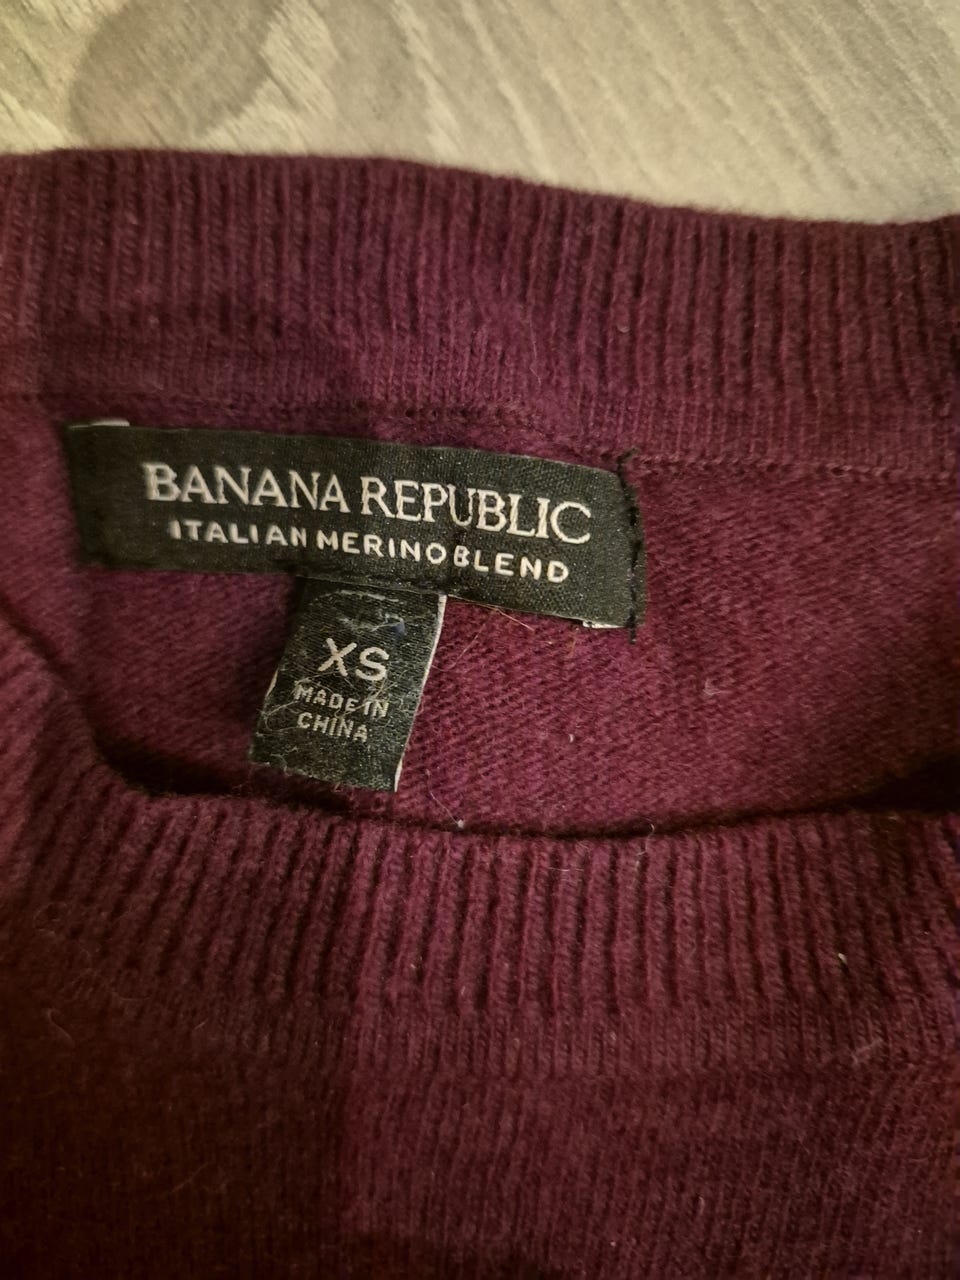 BANANA REPUBLIC
ITALIAN MERINO BLEND
XS
MADE IN
CHINA